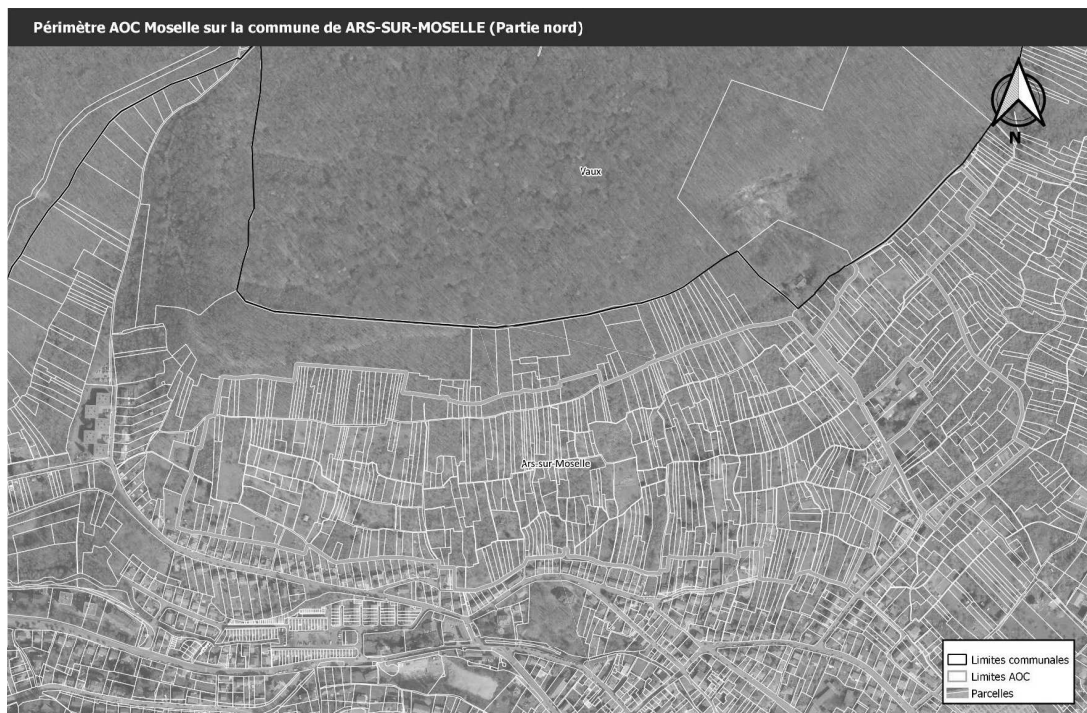 Périmètre AOC Moselle sur la commune de ARS-SUR-MOSELLE (Partie nord)
N
Vaux
Ars-sur-Moselle
Limites communales
Limites AOC
Parcelles